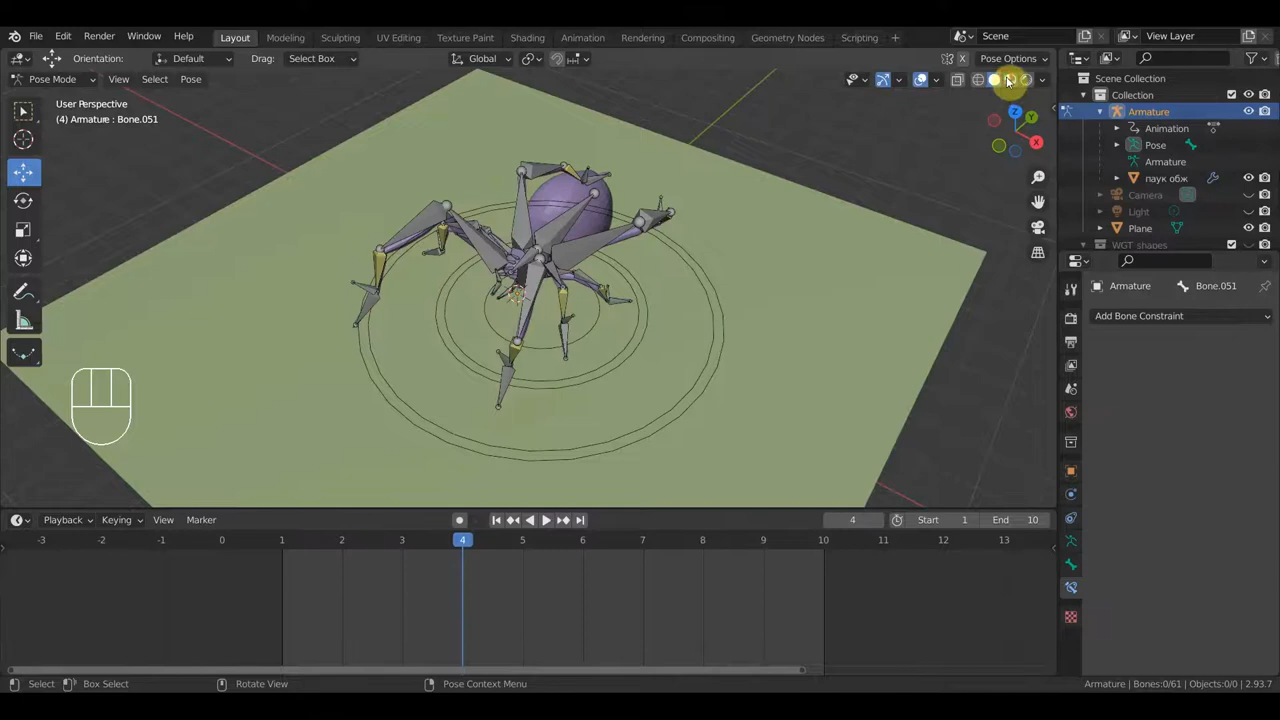 File Edit Render Window Help
Layout Modeling Sculpting UV Editing Texture Paint Shading Animation Rendering Compositing Geometry Nodes Scripting +
Scene
View Layer
Orientation: Default Drag: Select Box
Global
X
Pose Options
Pose Mode View Select Pose
User Perspective
(4) Armature : Bone.051
Z
Y
X
Scene Collection
Collection
Armature
Animation
Pose
Armature
паук обж
Camera
Light
Plane
WGT_shapes
Armature
Bone.051
Add Bone Constraint
Playback Keying View Marker
4 Start 1 End 10
-3 -2 -1 0 1 2 3 4 5 6 7 8 9 10 11 12 13
Select Box Select Rotate View Pose Context Menu
Armature | Bones:0/61 | Objects:0/0 | 2.93.7